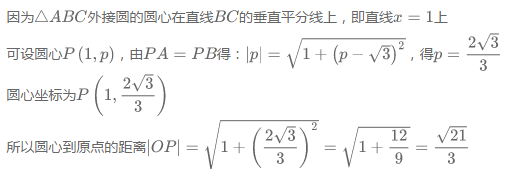 因为△ABC外接圆的圆心在直线BC的垂直平分线上，即直线x = 1上
可设圆心P (1, p)，由PA = PB得：|p| = √(1 + (p − √3)²)，得p = 2√3/3
圆心坐标为P (1, 2√3/3)
所以圆心到原点的距离|OP| = √(1 + (2√3/3)²) = √(1 + 12/9) = √21/3